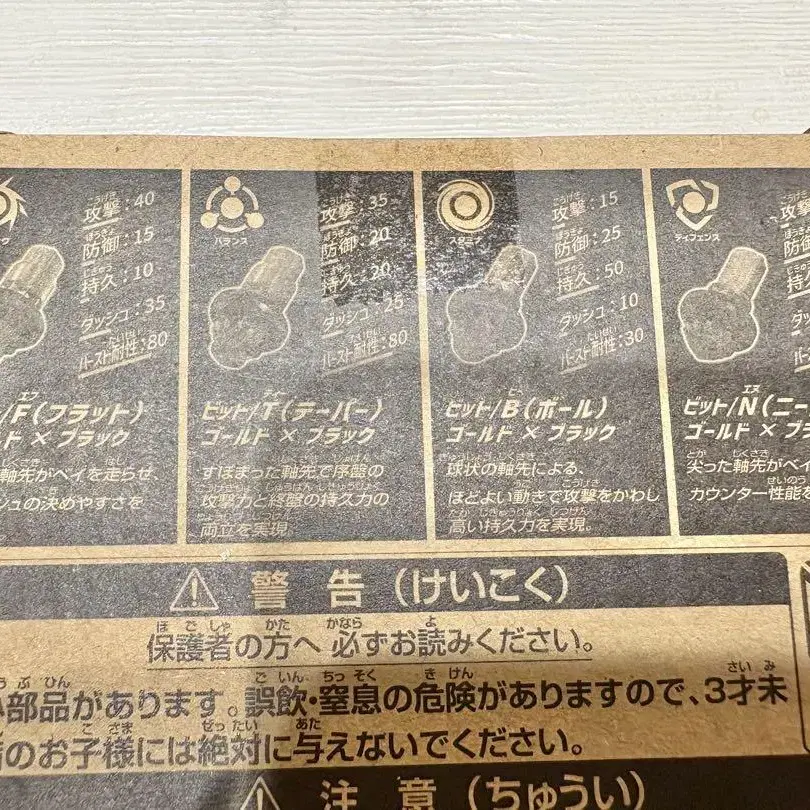 攻撃:40
防御:15
持久:10
ダッシュ:35
バースト耐性:80
/F(フラット)
ルド × ブラック
軸先がベイを走らせ、
シュの決めやすさを
バランス
攻撃:35
防御:20
持久:20
ダッシュ:25
バースト耐性:80
ビット/T(テーパー)
ゴールド × ブラック
すぼまった軸先で序盤の
攻撃力と終盤の持久力の
両立を実現。
スタミナ
攻撃:15
防御:25
持久:50
ダッシュ:10
バースト耐性:30
ビット/B(ボール)
ゴールド × ブラック
球状の軸先による、
ほどよい動きで攻撃をかわし
高い持久力を実現。
ディフェンス
攻撃:
防御:
持久:
ダッシュ
バースト耐性
ビット/N(ニー
ゴールド × ブラ
尖った軸先がベイ
カウンター性能を
⚠ 警告(けいこく)
保護者の方へ 必ずお読みください。
部品があります。誤飲・窒息の危険がありますので、3才未
のお子様には絶対に与えないでください。
⚠ 注意(ちゅうい)